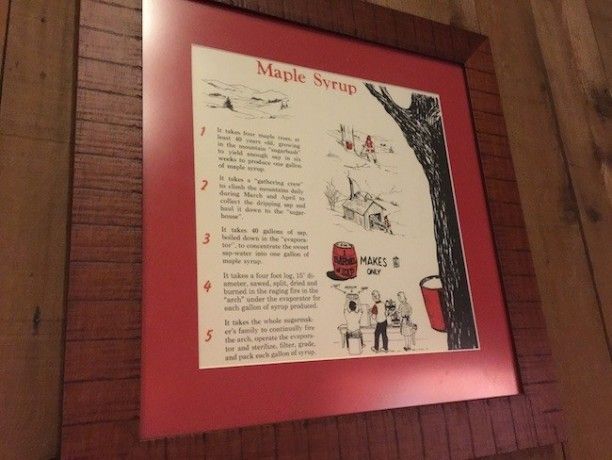 Maple Syrup
1 It takes four maple trees, at
least 40 years old, growing
in the mountain "sugarbush"
to yield enough sap in six
weeks to produce one gallon
of maple syrup.
2 It takes a "gathering crew"
to climb the mountains daily
during March and April to
collect the dripping sap and
haul it down to the "sugar-
house".
3 It takes 40 gallons of sap,
boiled down in the "evapora-
tor", to concentrate the sweet
sap-water into one gallon of
maple syrup.
4 It takes a four foot log, 15" di-
ameter, sawed, split, dried and
burned in the raging fire in the
"arch" under the evaporator for
each gallon of syrup produced.
5 It takes the whole sugarmak-
er's family to continually fire
the arch, operate the evapora-
tor and sterilize, filter, grade,
and pack each gallon of syrup.
MAKES
ONLY